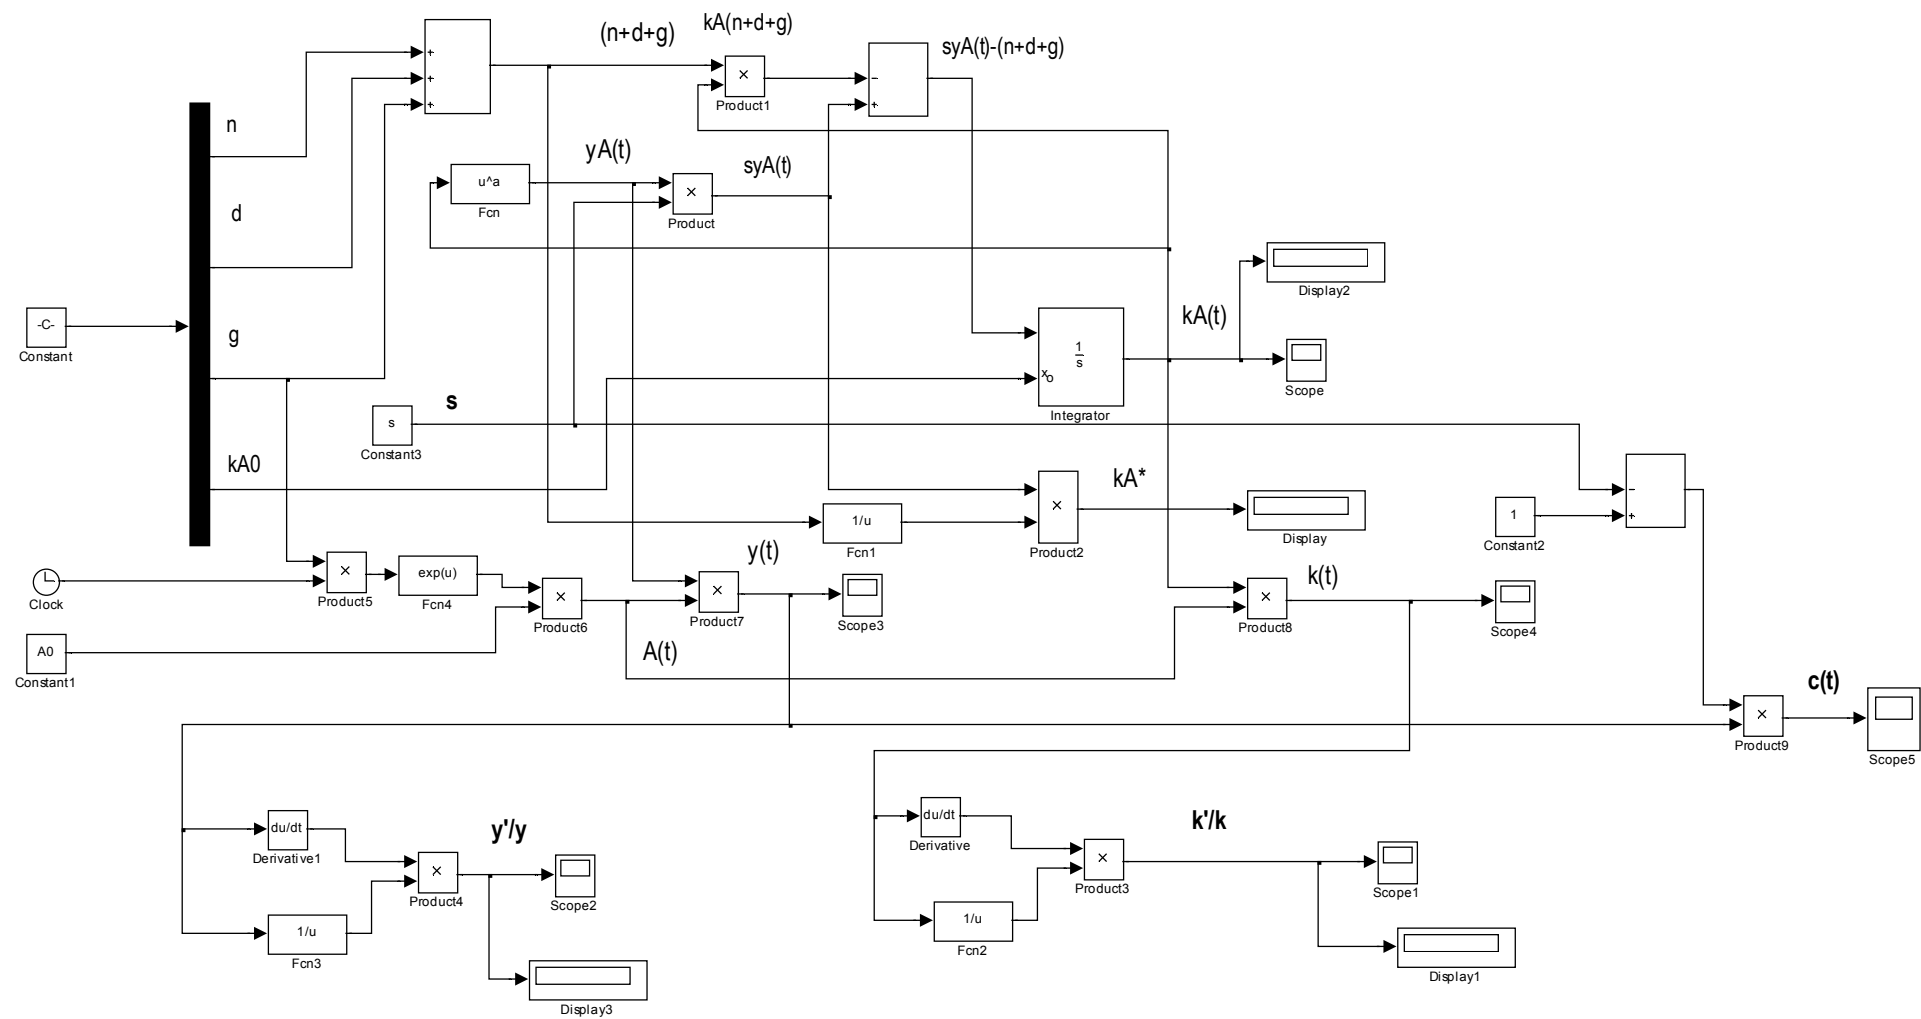 (n+d+g)
kA(n+d+g)
syA(t)-(n+d+g)
+
+
+
×
Product1
−
+
n
yA(t)
syA(t)
u^a
Fcn
×
Product
d
Display2
-C-
Constant
g
kA(t)
1
s
xo
Integrator
Scope
s
s
Constant3
kA0
kA*
1/u
Fcn1
×
Product2
Display
1
Constant2
−
+
y(t)
k(t)
Clock
×
Product5
exp(u)
Fcn4
×
Product6
×
Product7
Scope3
×
Product8
Scope4
A0
Constant1
A(t)
c(t)
×
Product9
Scope5
du/dt
Derivative1
y'/y
×
Product4
Scope2
1/u
Fcn3
Display3
du/dt
Derivative
k'/k
×
Product3
Scope1
1/u
Fcn2
Display1